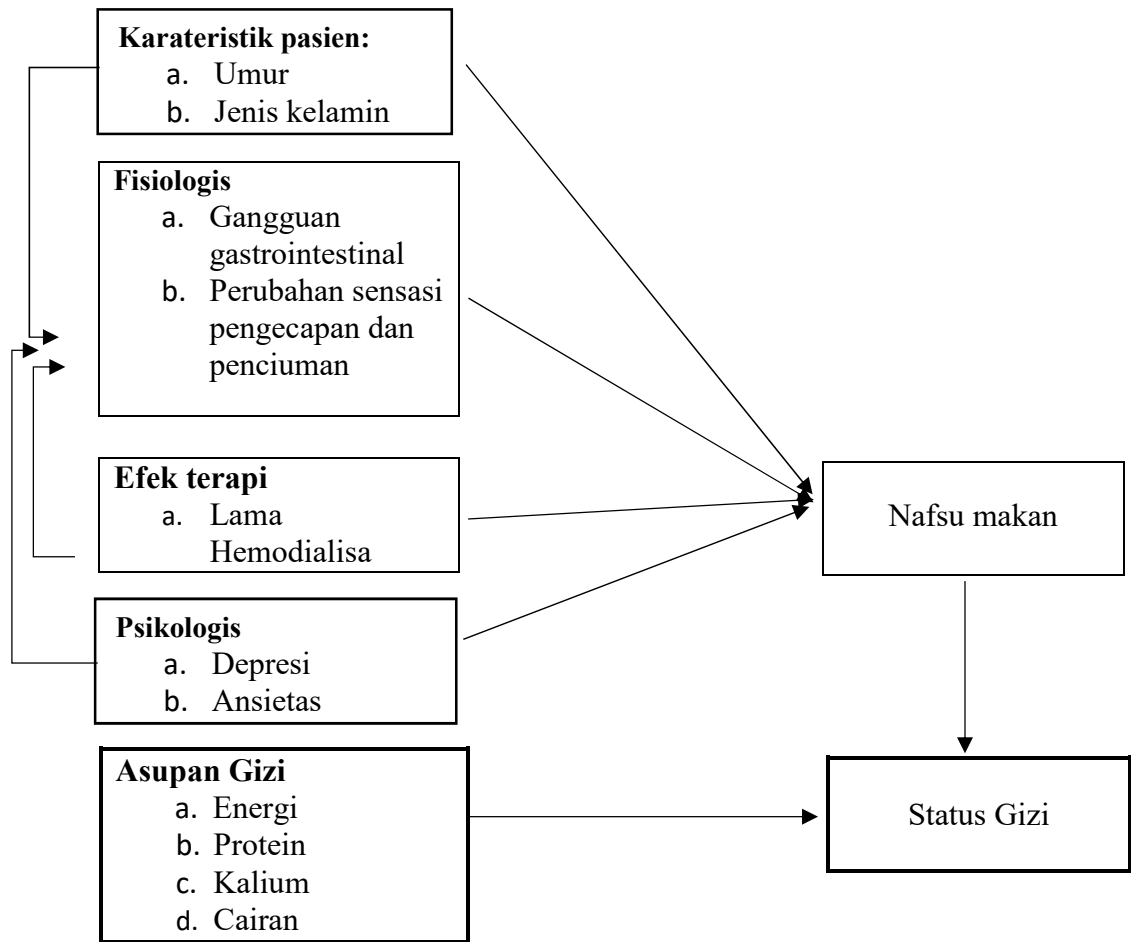 Karateristik pasien:
a. Umur
b. Jenis kelamin
Fisiologis
a. Gangguan
gastrointestinal
b. Perubahan sensasi
pengecapan dan
penciuman
Efek terapi
a. Lama
Hemodialisa
Nafsu makan
Psikologis
a. Depresi
b. Ansietas
Asupan Gizi
a. Energi
b. Protein
c. Kalium
d. Cairan
Status Gizi